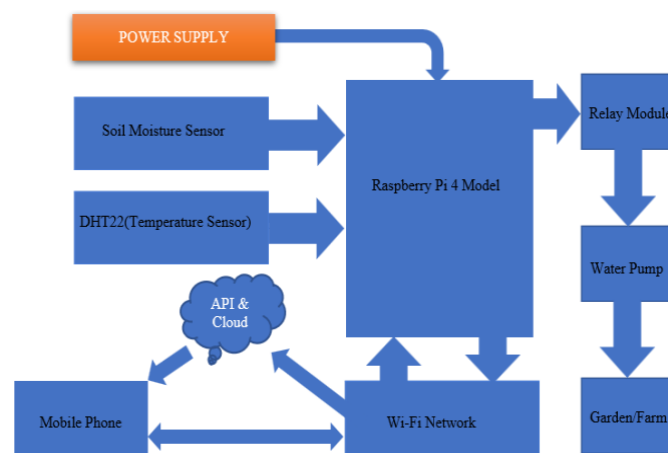 POWER SUPPLY
Soil Moisture Sensor
Raspberry Pi 4 Model
Relay Module
DHT22(Temperature Sensor)
Water Pump
API &
Cloud
Mobile Phone
Wi-Fi Network
Garden/Farm